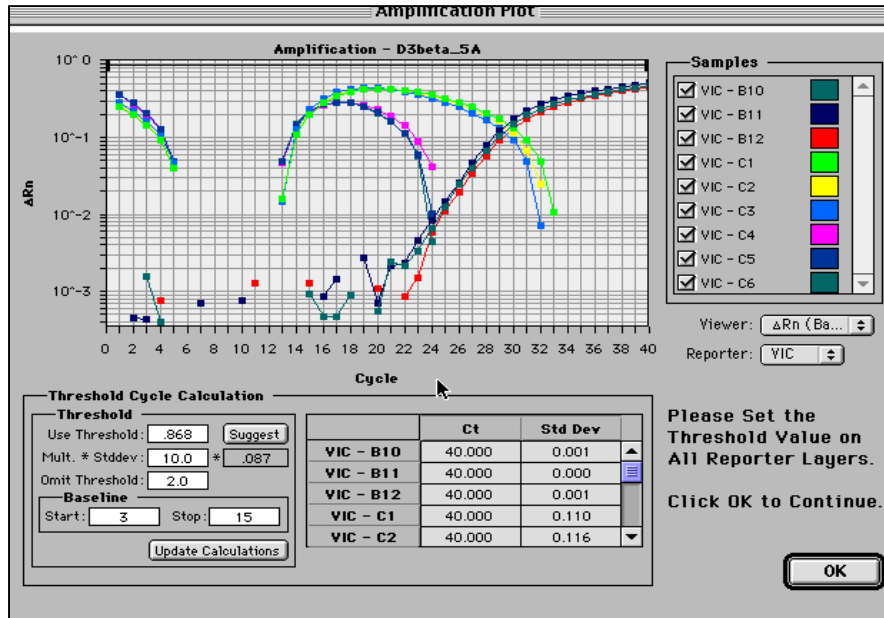 Amplification Plot
Amplification - D3beta_5A
10^ 0
10^-1
10^-2
10^-3
ΔRn
0 2 4 6 8 10 12 14 16 18 20 22 24 26 28 30 32 34 36 38 40
Cycle
Samples
VIC - B10
VIC - B11
VIC - B12
VIC - C1
VIC - C2
VIC - C3
VIC - C4
VIC - C5
VIC - C6
Viewer: ΔRn (Ba...
Reporter: VIC
Threshold Cycle Calculation
Threshold
Use Threshold: .868 Suggest
Mult. * Stddev: 10.0 * .087
Omit Threshold: 2.0
Baseline
Start: 3 Stop: 15
Update Calculations
Ct Std Dev
VIC - B10 40.000 0.001
VIC - B11 40.000 0.000
VIC - B12 40.000 0.001
VIC - C1 40.000 0.110
VIC - C2 40.000 0.116
Please Set the
Threshold Value on
All Reporter Layers.
Click OK to Continue.
OK